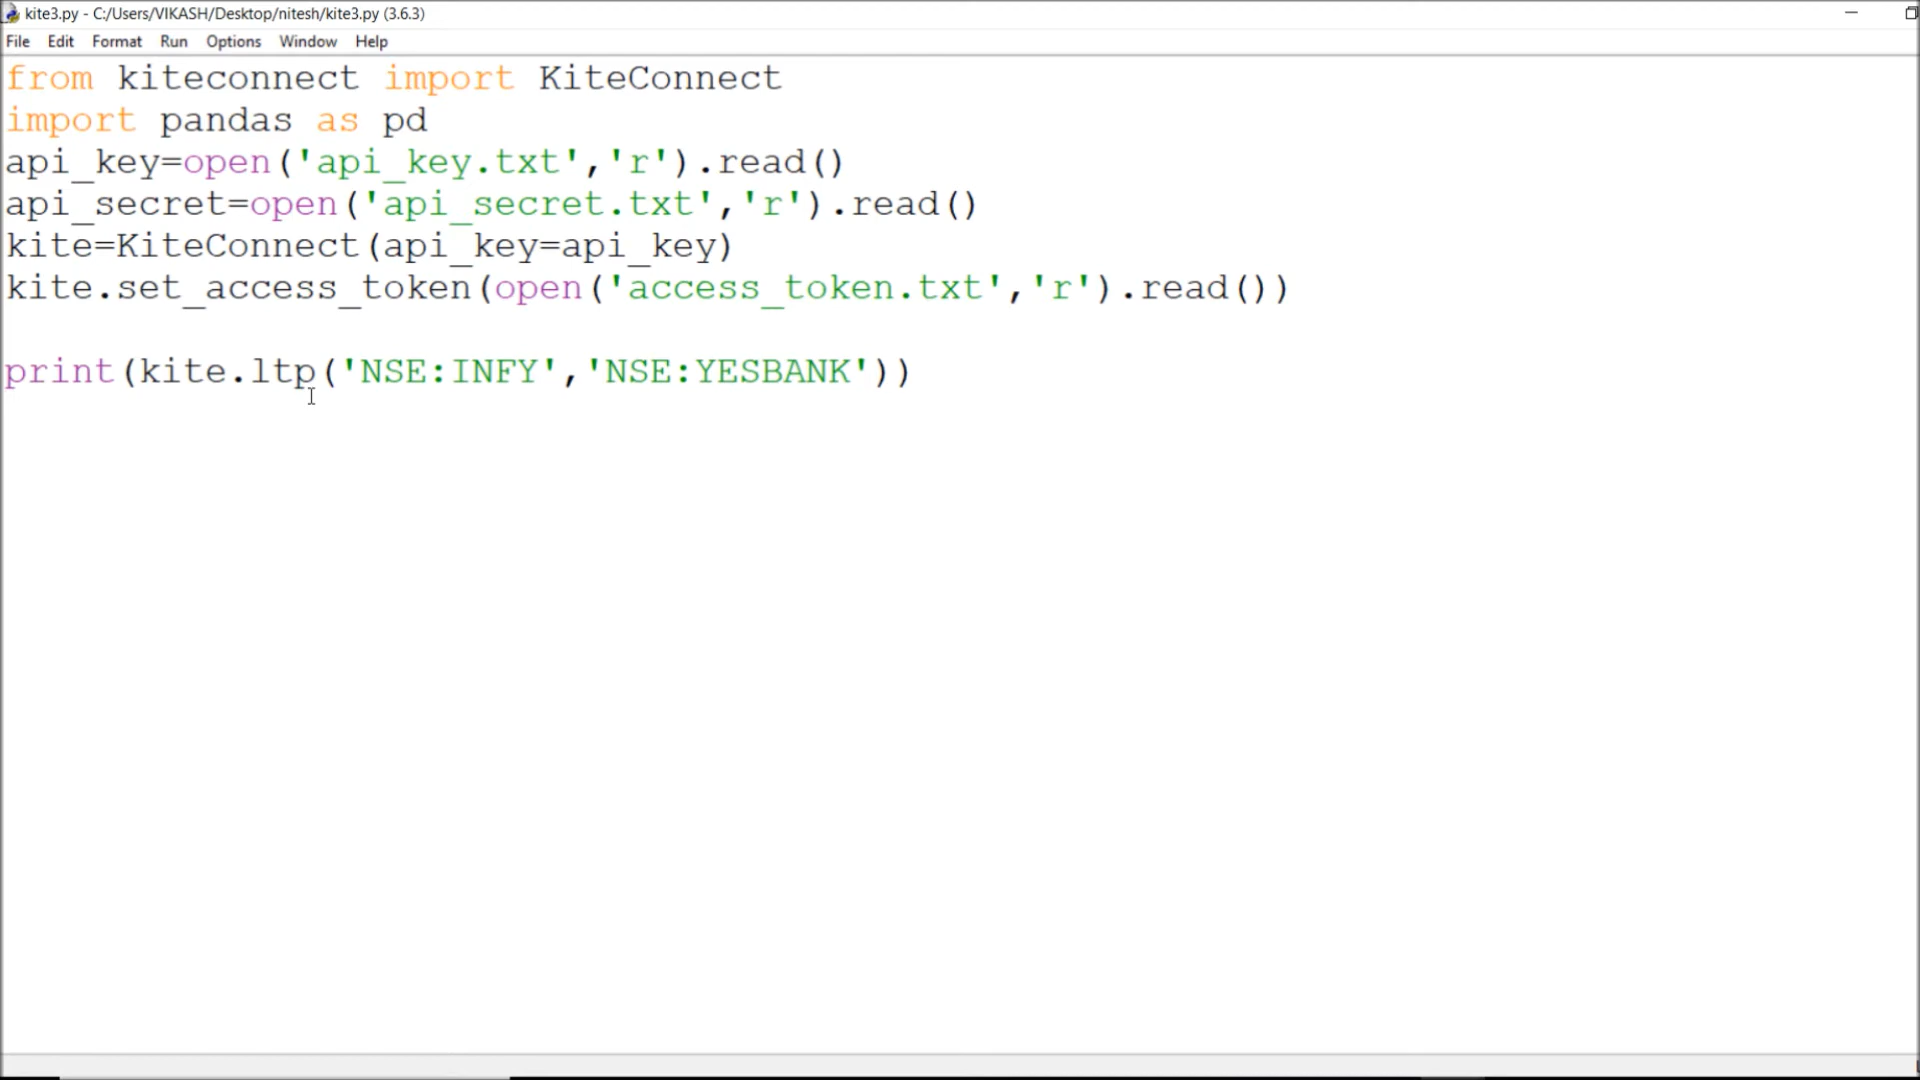 kite3.py - C:/Users/VIKASH/Desktop/nitesh/kite3.py (3.6.3)
File Edit Format Run Options Window Help
from kiteconnect import KiteConnect
import pandas as pd
api_key=open('api_key.txt','r').read()
api_secret=open('api_secret.txt','r').read()
kite=KiteConnect(api_key=api_key)
kite.set_access_token(open('access_token.txt','r').read())
print(kite.ltp('NSE:INFY','NSE:YESBANK'))